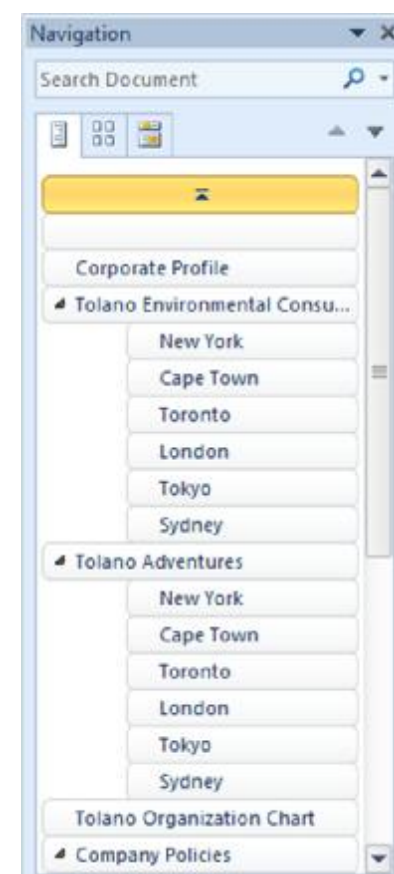 Navigation
Search Document
Corporate Profile
Tolano Environmental Consu...
New York
Cape Town
Toronto
London
Tokyo
Sydney
Tolano Adventures
New York
Cape Town
Toronto
London
Tokyo
Sydney
Tolano Organization Chart
Company Policies